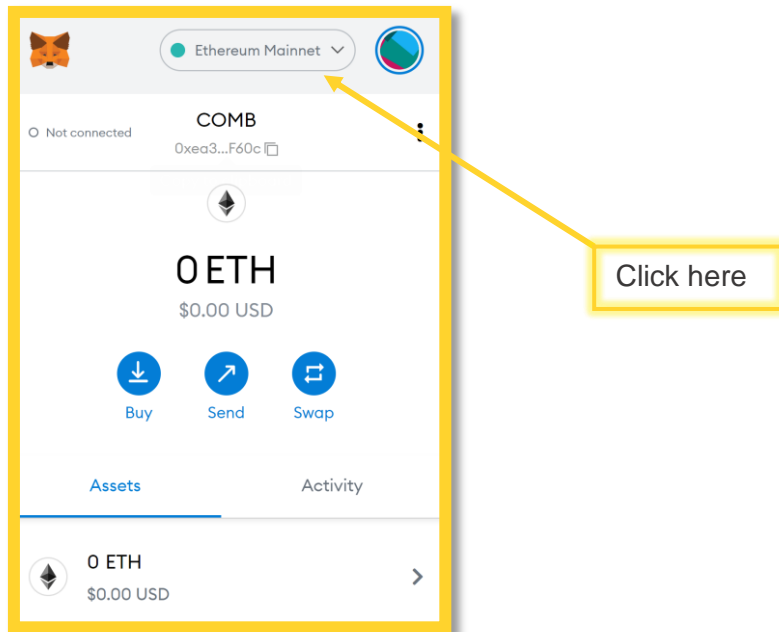 Ethereum Mainnet
Not connected
COMB
0xea3...F60c
0 ETH
$0.00 USD
Buy Send Swap
Assets Activity
0 ETH
$0.00 USD
Click here